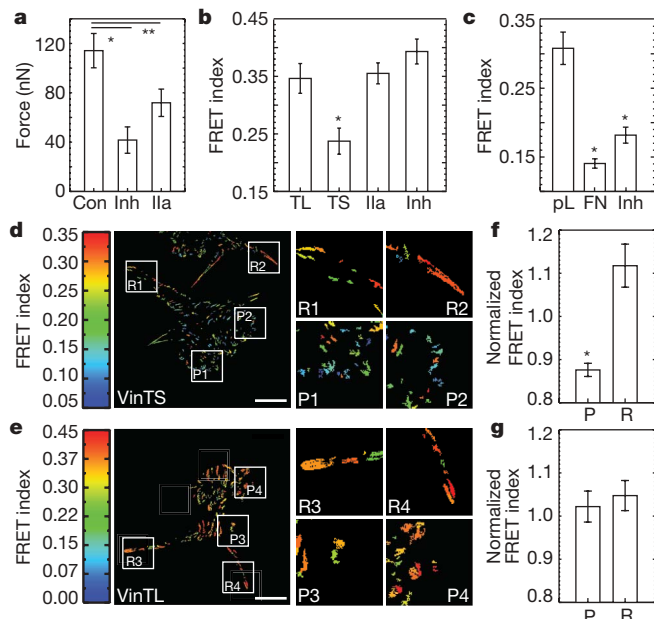 a
Force (nN)
120
80
40
0
*
**
Con Inh IIa
b
FRET index
0.45
0.35
0.25
0.15
*
TL TS IIa Inh
c
FRET index
0.35
0.25
0.15
*
*
pL FN Inh
d
FRET index
0.35
0.30
0.25
0.20
0.15
0.10
0.05
R1
R2
P2
P1
VinTS
R1
R2
P1
P2
e
FRET index
0.45
0.35
0.30
0.22
0.15
0.07
0.00
P4
P3
R3
R4
VinTL
R3
R4
P3
P4
f
Normalized
FRET index
1.2
1.1
1.0
0.9
0.8
*
P R
g
Normalized
FRET index
1.2
1.1
1.0
0.9
0.8
P R